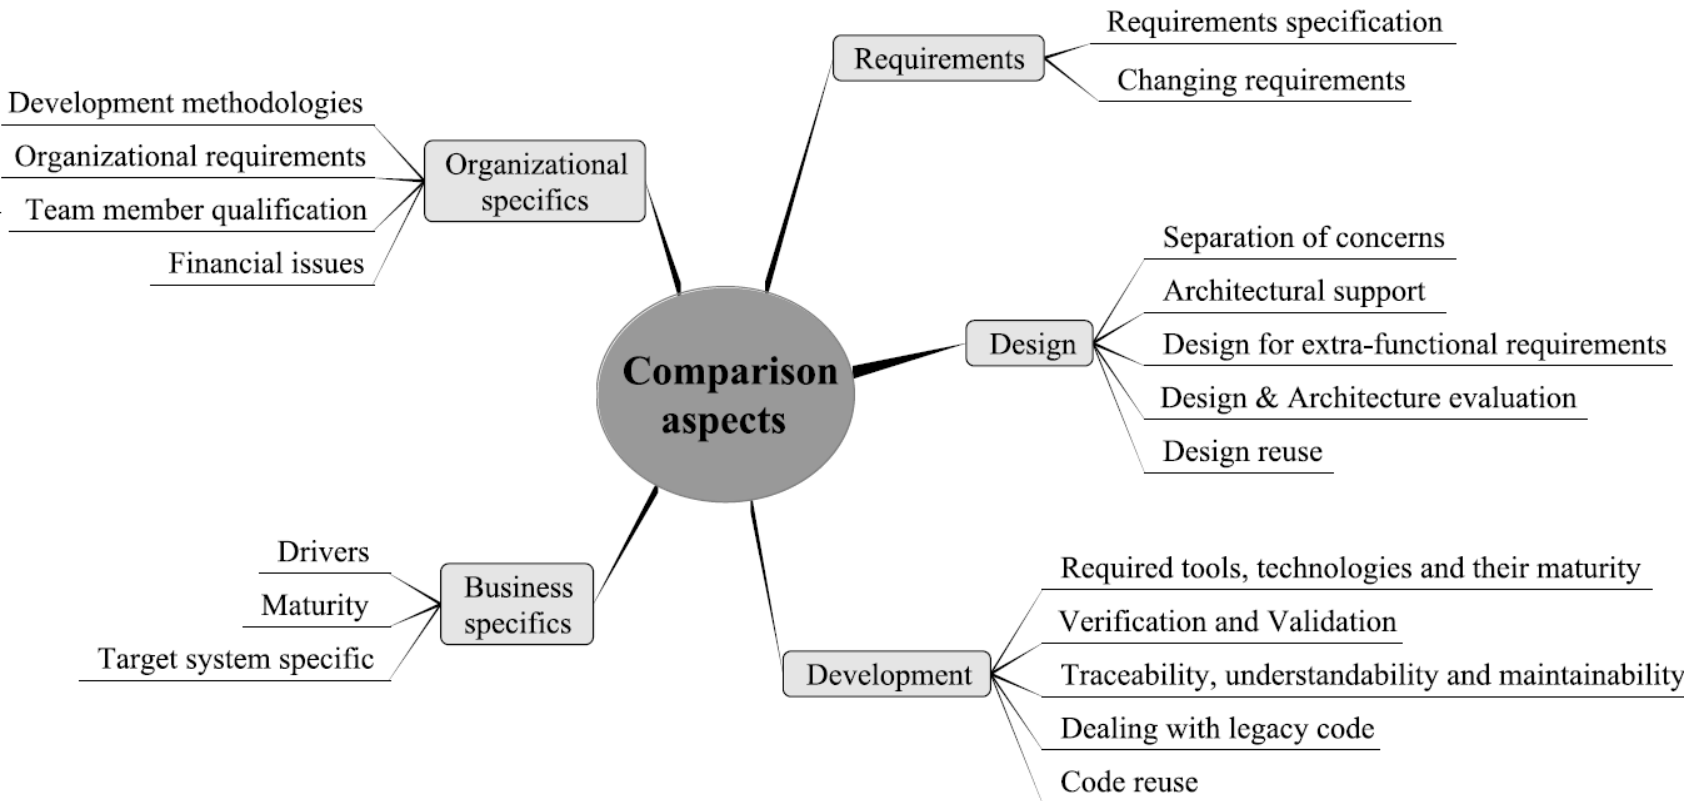 Comparison
aspects
Requirements
Requirements specification
Changing requirements
Design
Separation of concerns
Architectural support
Design for extra-functional requirements
Design & Architecture evaluation
Design reuse
Development
Required tools, technologies and their maturity
Verification and Validation
Traceability, understandability and maintainability
Dealing with legacy code
Code reuse
Business
specifics
Drivers
Maturity
Target system specific
Organizational
specifics
Development methodologies
Organizational requirements
Team member qualification
Financial issues